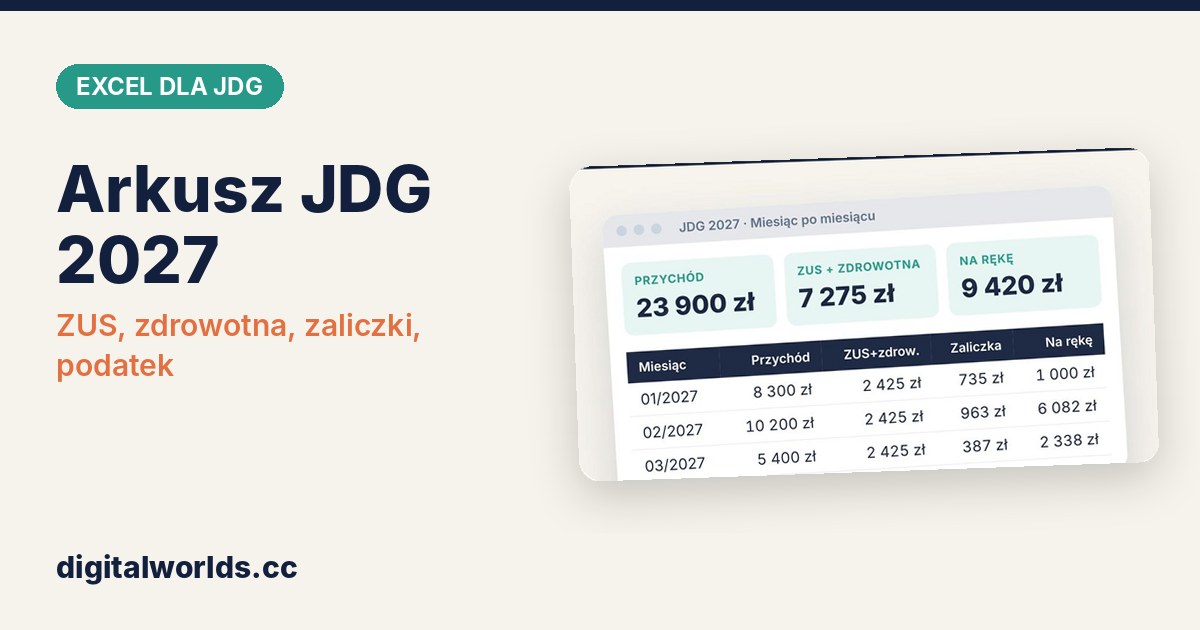 EXCEL DLA JDG
Arkusz JDG
2027
ZUS, zdrowotna, zaliczki,
podatek
digitalworlds.cc
JDG 2027 · Miesiąc po miesiącu
PRZYCHÓD
23 900 zł
ZUS + ZDROWOTNA
7 275 zł
NA RĘKĘ
9 420 zł
Miesiąc Przychód ZUS+zdrow. Zaliczka Na rękę
01/2027 8 300 zł 2 425 zł 735 zł 1 000 zł
02/2027 10 200 zł 2 425 zł 963 zł 6 082 zł
03/2027 5 400 zł 2 425 zł 387 zł 2 338 zł